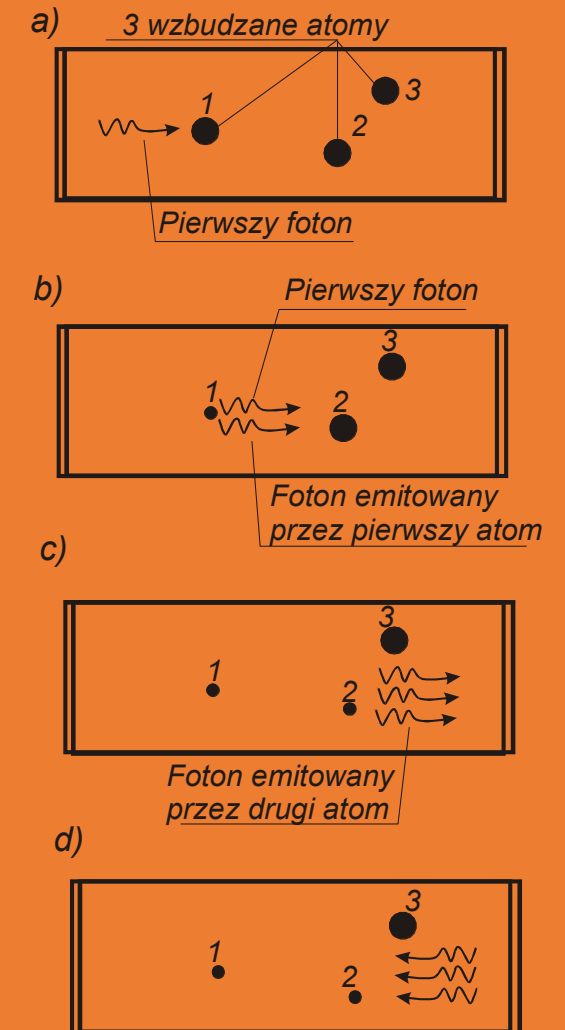 a)
3 wzbudzane atomy
1
3
2
Pierwszy foton
b)
Pierwszy foton
3
1
2
Foton emitowany
przez pierwszy atom
c)
3
1
2
Foton emitowany
przez drugi atom
d)
3
1
2